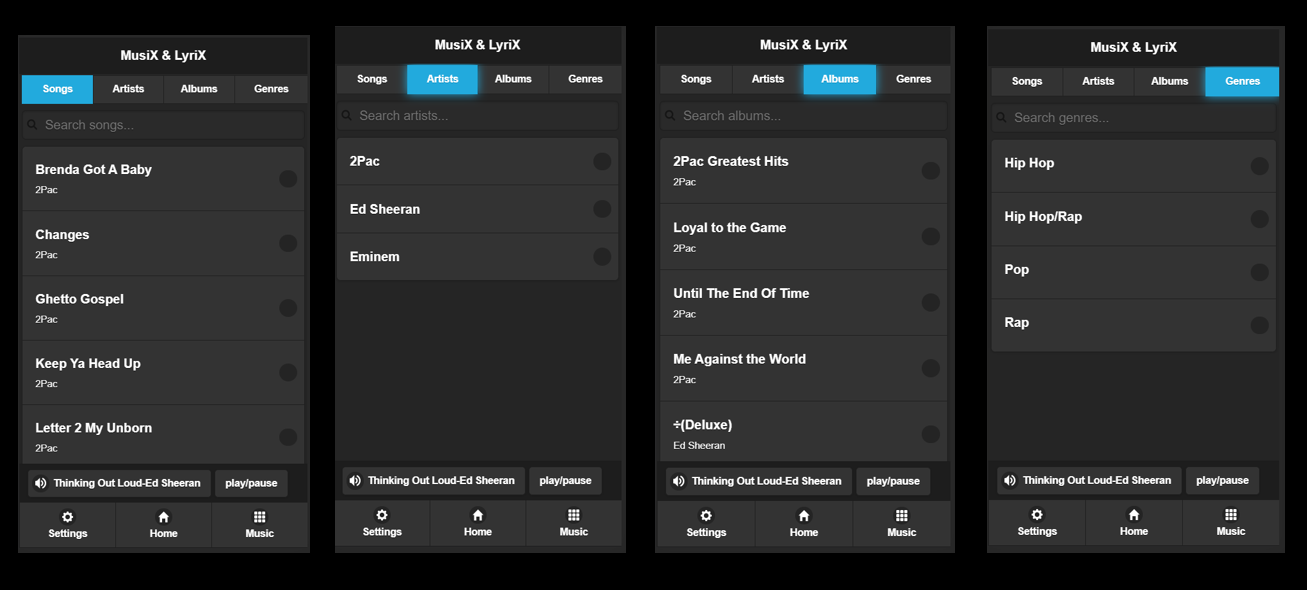 MusiX & LyriX
Songs Artists Albums Genres
Search songs...
Brenda Got A Baby
2Pac
Changes
2Pac
Ghetto Gospel
2Pac
Keep Ya Head Up
2Pac
Letter 2 My Unborn
2Pac
Thinking Out Loud-Ed Sheeran play/pause
Settings Home Music
MusiX & LyriX
Songs Artists Albums Genres
Search artists...
2Pac
Ed Sheeran
Eminem
Thinking Out Loud-Ed Sheeran play/pause
Settings Home Music
MusiX & LyriX
Songs Artists Albums Genres
Search albums...
2Pac Greatest Hits
2Pac
Loyal to the Game
2Pac
Until The End Of Time
2Pac
Me Against the World
2Pac
÷(Deluxe)
Ed Sheeran
Thinking Out Loud-Ed Sheeran play/pause
Settings Home Music
MusiX & LyriX
Songs Artists Albums Genres
Search genres...
Hip Hop
Hip Hop/Rap
Pop
Rap
Thinking Out Loud-Ed Sheeran play/pause
Settings Home Music